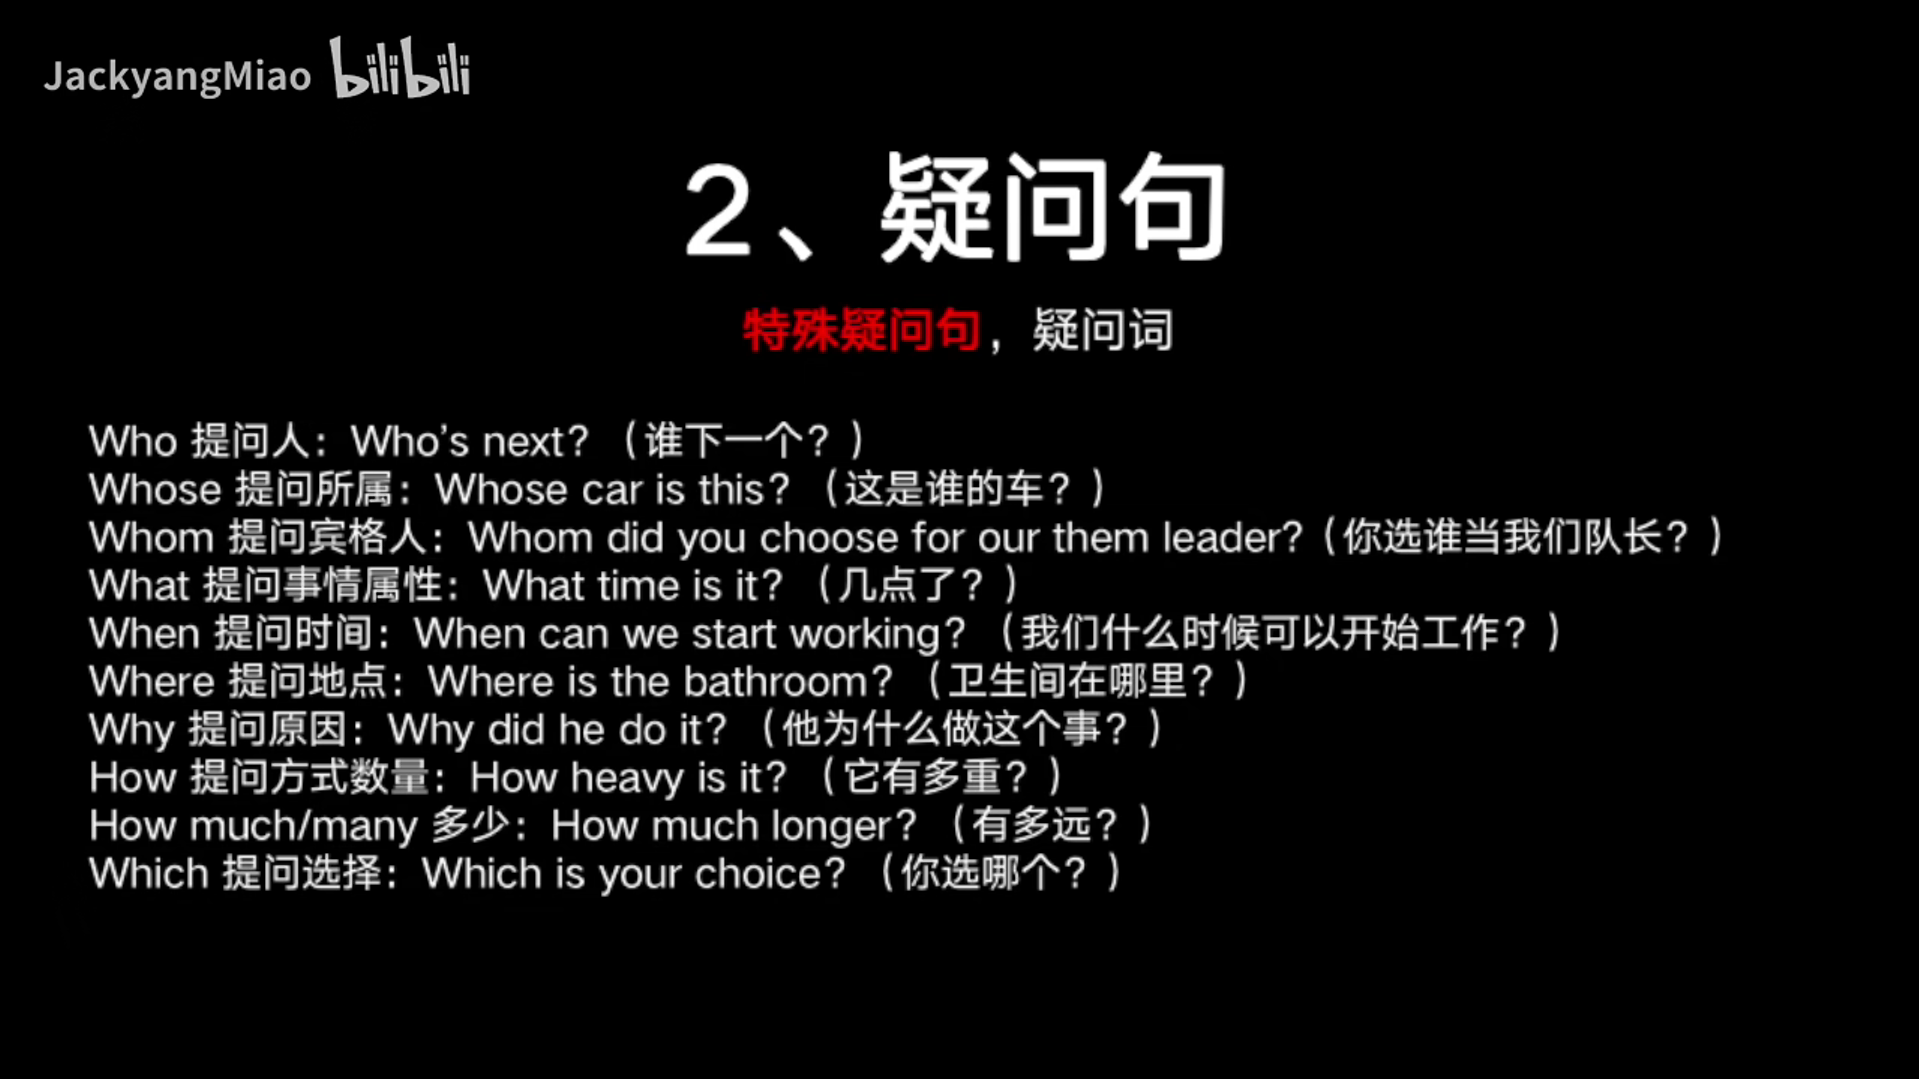 JackyangMiao bilibili
2、疑问句
特殊疑问句，疑问词
Who 提问人：Who’s next？（谁下一个？）
Whose 提问所属：Whose car is this？（这是谁的车？）
Whom 提问宾格人：Whom did you choose for our them leader?（你选谁当我们队长？）
What 提问事情属性：What time is it？（几点了？）
When 提问时间：When can we start working？（我们什么时候可以开始工作？）
Where 提问地点：Where is the bathroom？（卫生间在哪里？）
Why 提问原因：Why did he do it？（他为什么做这个事？）
How 提问方式数量：How heavy is it？（它有多重？）
How much/many 多少：How much longer？（有多远？）
Which 提问选择：Which is your choice？（你选哪个？）